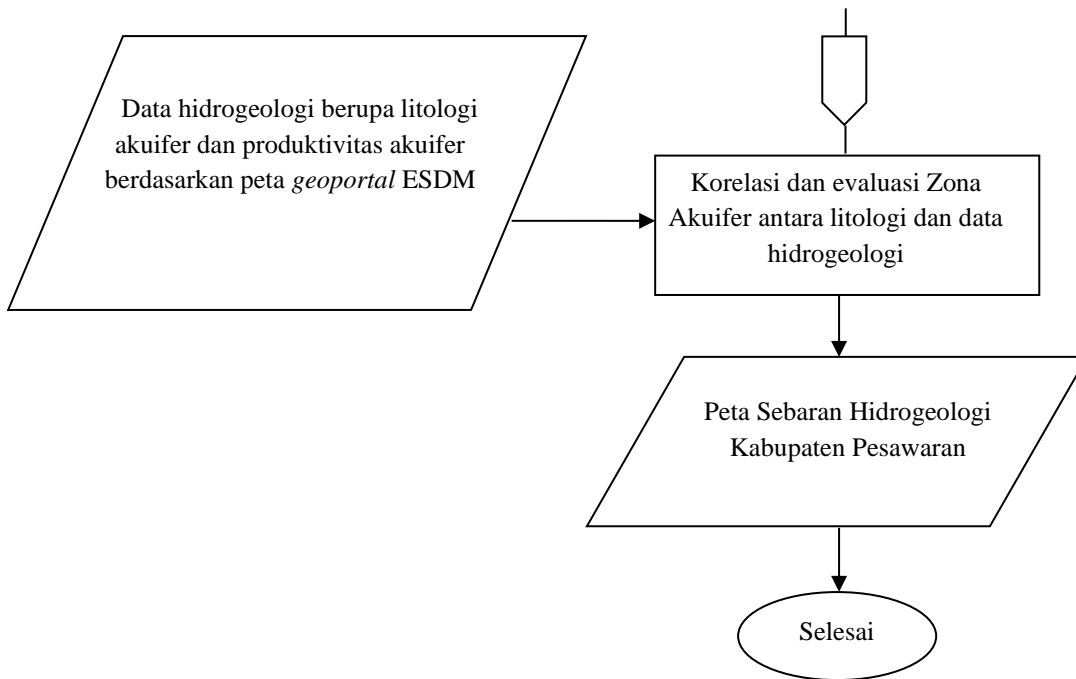 Data hidrogeologi berupa litologi
akuifer dan produktivitas akuifer
berdasarkan peta geoportal ESDM
Korelasi dan evaluasi Zona
Akuifer antara litologi dan data
hidrogeologi
Peta Sebaran Hidrogeologi
Kabupaten Pesawaran
Selesai